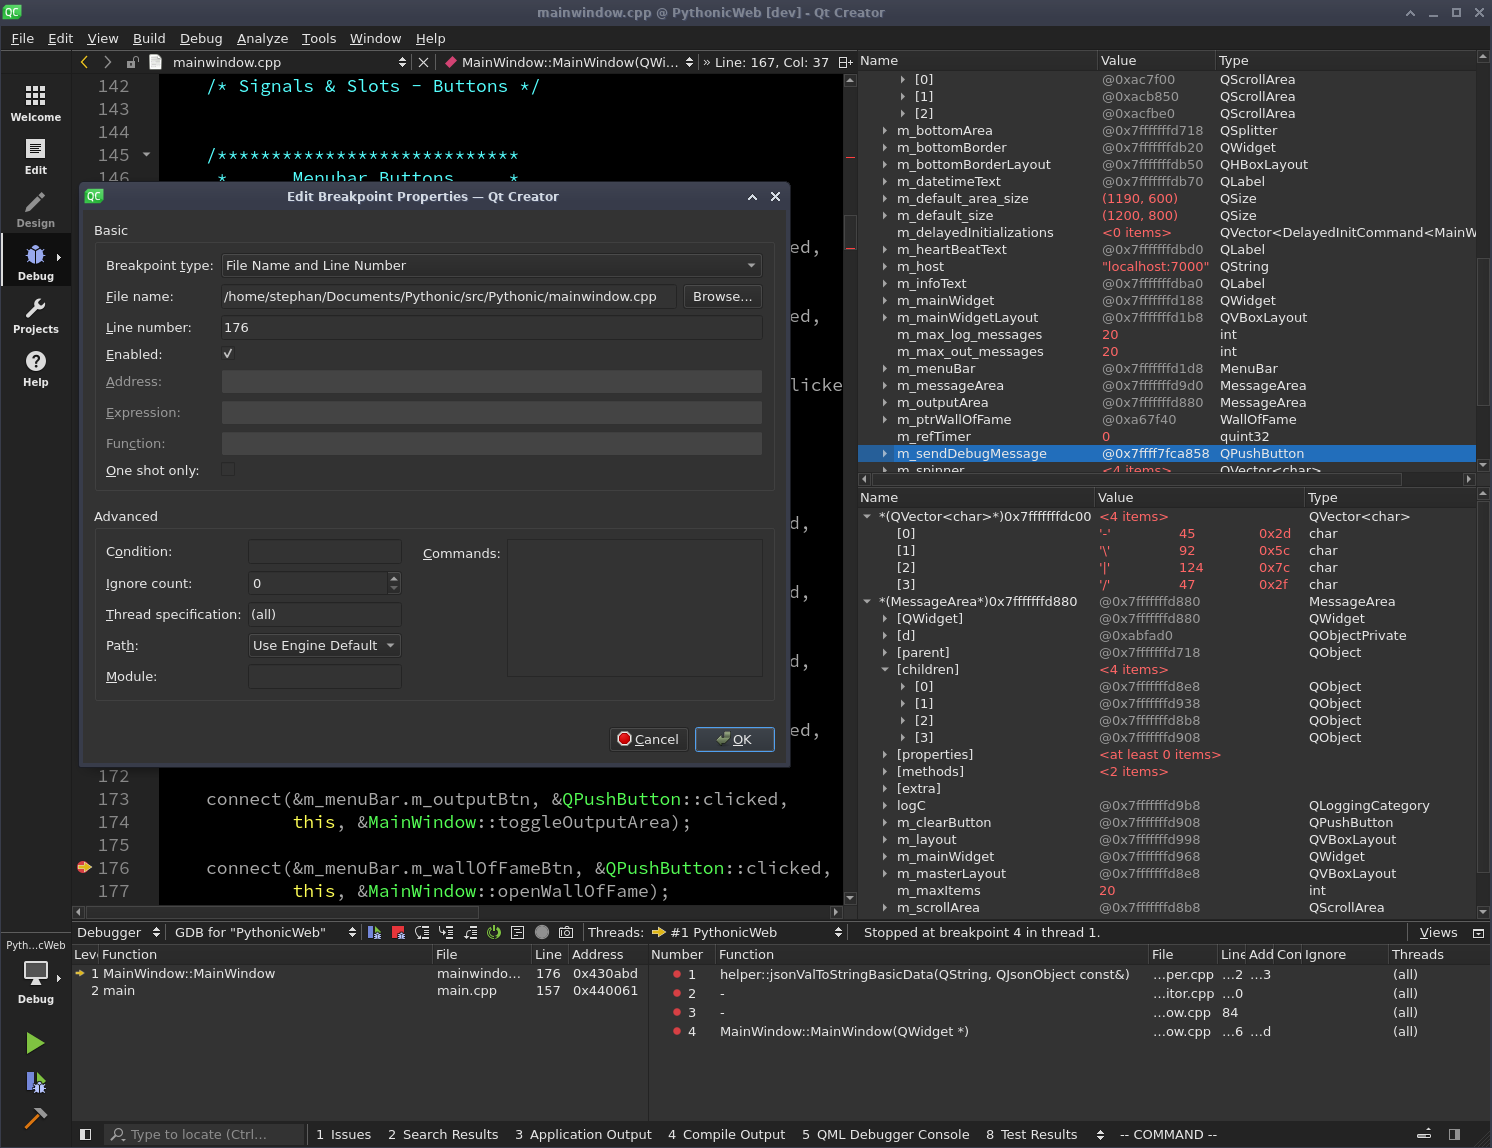 mainwindow.cpp @ PythonicWeb [dev] - Qt Creator
File Edit View Build Debug Analyze Tools Window Help
mainwindow.cpp
MainWindow::MainWindow(QWi... » Line: 167, Col: 37
Welcome
Edit
Design
Debug
Projects
Help
142 /* Signals & Slots - Buttons */
143
144
145 /****************************
146 * Menubar Buttons *
Edit Breakpoint Properties — Qt Creator
Basic
Breakpoint type: File Name and Line Number
File name: /home/stephan/Documents/Pythonic/src/Pythonic/mainwindow.cpp Browse...
Line number: 176
Enabled:
Address:
Expression:
Function:
One shot only:
Advanced
Condition:
Commands:
Ignore count: 0
Thread specification: (all)
Path: Use Engine Default
Module:
Cancel OK
ed,
ed,
licke
d,
d,
d,
ed,
172
173 connect(&m_menuBar.m_outputBtn, &QPushButton::clicked,
174 this, &MainWindow::toggleOutputArea);
175
176 connect(&m_menuBar.m_wallOfFameBtn, &QPushButton::clicked,
177 this, &MainWindow::openWallOfFame);
Name Value Type
[0] @0xac7f00 QScrollArea
[1] @0xacb850 QScrollArea
[2] @0xacfbe0 QScrollArea
m_bottomArea @0x7fffffffd718 QSplitter
m_bottomBorder @0x7fffffffdb20 QWidget
m_bottomBorderLayout @0x7fffffffdb50 QHBoxLayout
m_datetimeText @0x7fffffffdb70 QLabel
m_default_area_size (1190, 600) QSize
m_default_size (1200, 800) QSize
m_delayedInitializations <0 items> QVector<DelayedInitCommand<MainW
m_heartBeatText @0x7fffffffdbd0 QLabel
m_host "localhost:7000" QString
m_infoText @0x7fffffffdba0 QLabel
m_mainWidget @0x7fffffffd188 QWidget
m_mainWidgetLayout @0x7fffffffd1b8 QVBoxLayout
m_max_log_messages 20 int
m_max_out_messages 20 int
m_menuBar @0x7fffffffd1d8 MenuBar
m_messageArea @0x7fffffffd9d0 MessageArea
m_outputArea @0x7fffffffd880 MessageArea
m_ptrWallOfFame @0xa67f40 WallOfFame
m_refTimer 0 quint32
m_sendDebugMessage @0x7ffff7fca858 QPushButton
m_spinner <4 items> QVector<char>
Name Value Type
*(QVector<char>*)0x7fffffffdc00 <4 items> QVector<char>
[0] '-' 45 0x2d char
[1] '\' 92 0x5c char
[2] '|' 124 0x7c char
[3] '/' 47 0x2f char
*(MessageArea*)0x7fffffffd880 @0x7fffffffd880 MessageArea
[QWidget] @0x7fffffffd880 QWidget
[d] @0xabfad0 QObjectPrivate
[parent] @0x7fffffffd718 QObject
[children] <4 items>
[0] @0x7fffffffd8e8 QObject
[1] @0x7fffffffd938 QObject
[2] @0x7fffffffd8b8 QObject
[3] @0x7fffffffd908 QObject
[properties] <at least 0 items>
[methods] <2 items>
[extra]
logC @0x7fffffffd9b8 QLoggingCategory
m_clearButton @0x7fffffffd908 QPushButton
m_layout @0x7fffffffd998 QVBoxLayout
m_mainWidget @0x7fffffffd968 QWidget
m_masterLayout @0x7fffffffd8e8 QVBoxLayout
m_maxItems 20 int
m_scrollArea @0x7fffffffd8b8 QScrollArea
Debugger GDB for "PythonicWeb" Threads: #1 PythonicWeb Stopped at breakpoint 4 in thread 1. Views
Leve Function File Line Address
1 MainWindow::MainWindow mainwindo... 176 0x430abd
2 main main.cpp 157 0x440061
Number Function File Line Add Con Ignore Threads
1 helper::jsonValToStringBasicData(QString, QJsonObject const&) ...per.cpp ...2 ...3 (all)
2 - ...itor.cpp ...0 (all)
3 - ...ow.cpp 84 (all)
4 MainWindow::MainWindow(QWidget *) ...ow.cpp ...6 ...d (all)
Pyth...cWeb
Debug
Type to locate (Ctrl... 1 Issues 2 Search Results 3 Application Output 4 Compile Output 5 QML Debugger Console 8 Test Results -- COMMAND --